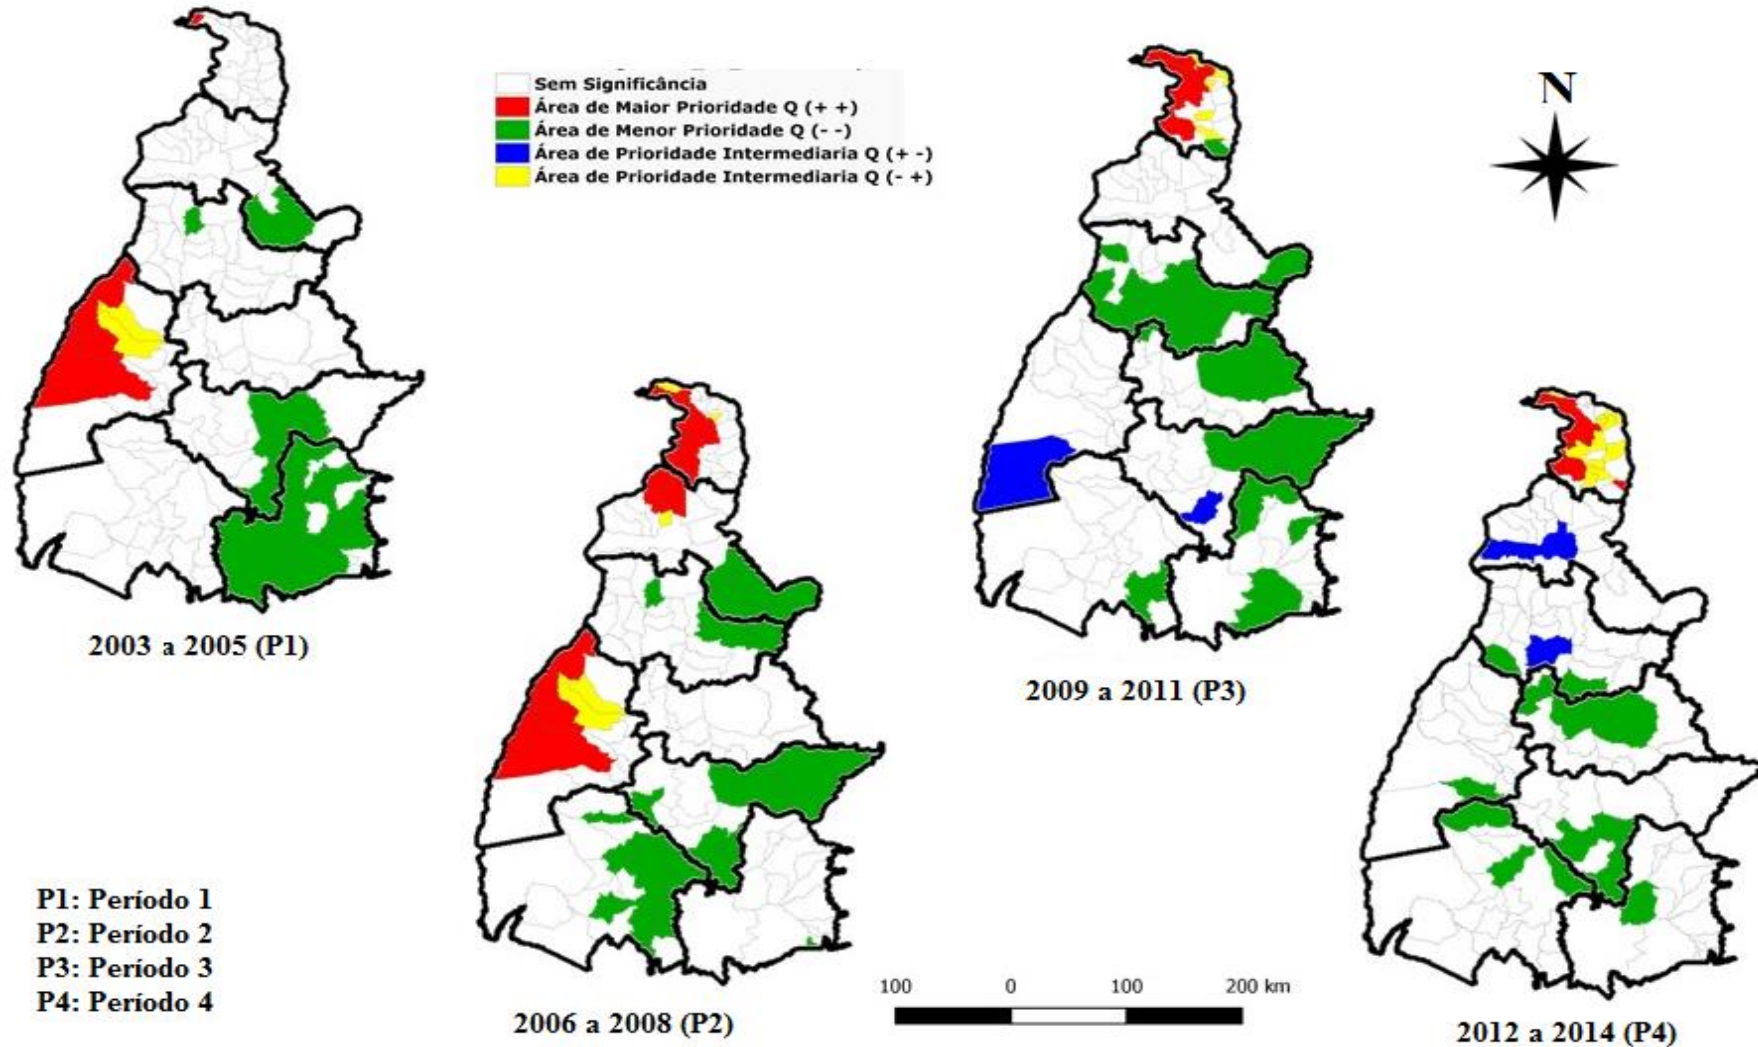 Sem Significância
Área de Maior Prioridade Q (+ +)
Área de Menor Prioridade Q (- -)
Área de Prioridade Intermediaria Q (+ -)
Área de Prioridade Intermediaria Q (- +)
N
2003 a 2005 (P1)
2009 a 2011 (P3)
P1: Período 1
P2: Período 2
P3: Período 3
P4: Período 4
100 0 100 200 km
2006 a 2008 (P2)
2012 a 2014 (P4)